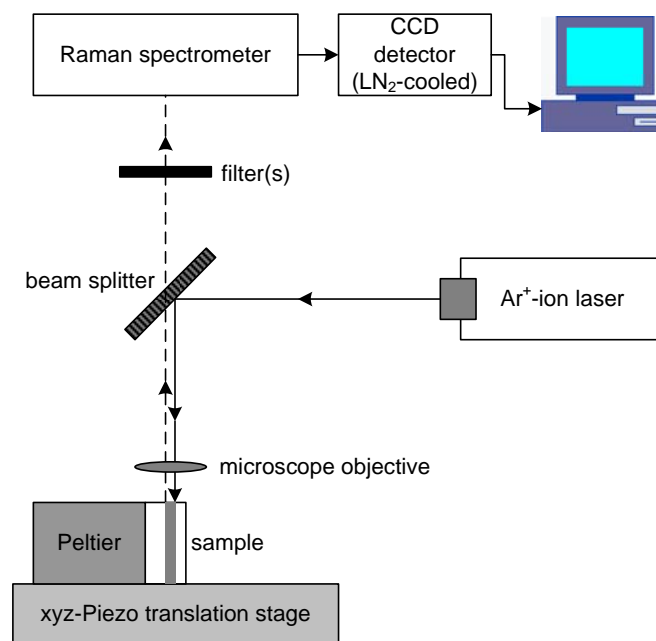 Raman spectrometer
CCD
detector
(LN₂-cooled)
filter(s)
beam splitter
Ar⁺-ion laser
microscope objective
Peltier
sample
xyz-Piezo translation stage